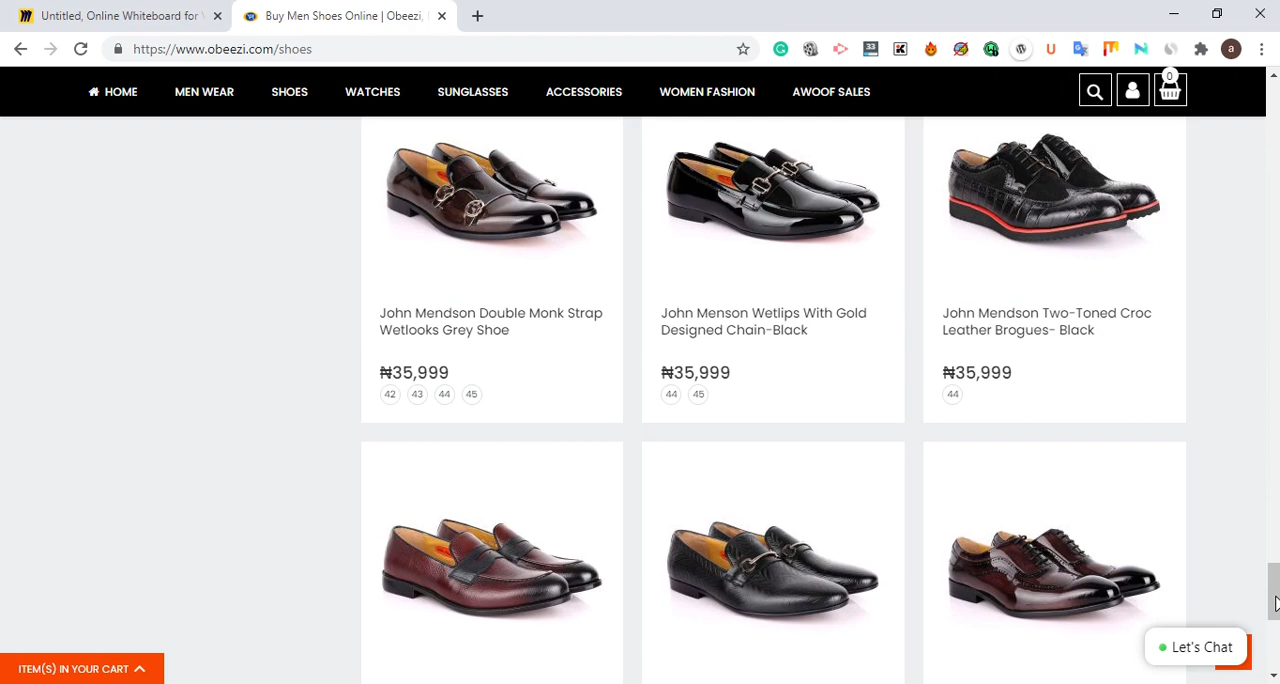 Untitled, Online Whiteboard for
Buy Men Shoes Online | Obeezi,
https://www.obeezi.com/shoes
33
a
HOME
MEN WEAR
SHOES
WATCHES
SUNGLASSES
ACCESSORIES
WOMEN FASHION
AWOOF SALES
0
John Mendson Double Monk Strap
Wetlooks Grey Shoe
₦35,999
42 43 44 45
John Menson Wetlips With Gold
Designed Chain-Black
₦35,999
44 45
John Mendson Two-Toned Croc
Leather Brogues- Black
₦35,999
44
Let's Chat
ITEM(S) IN YOUR CART